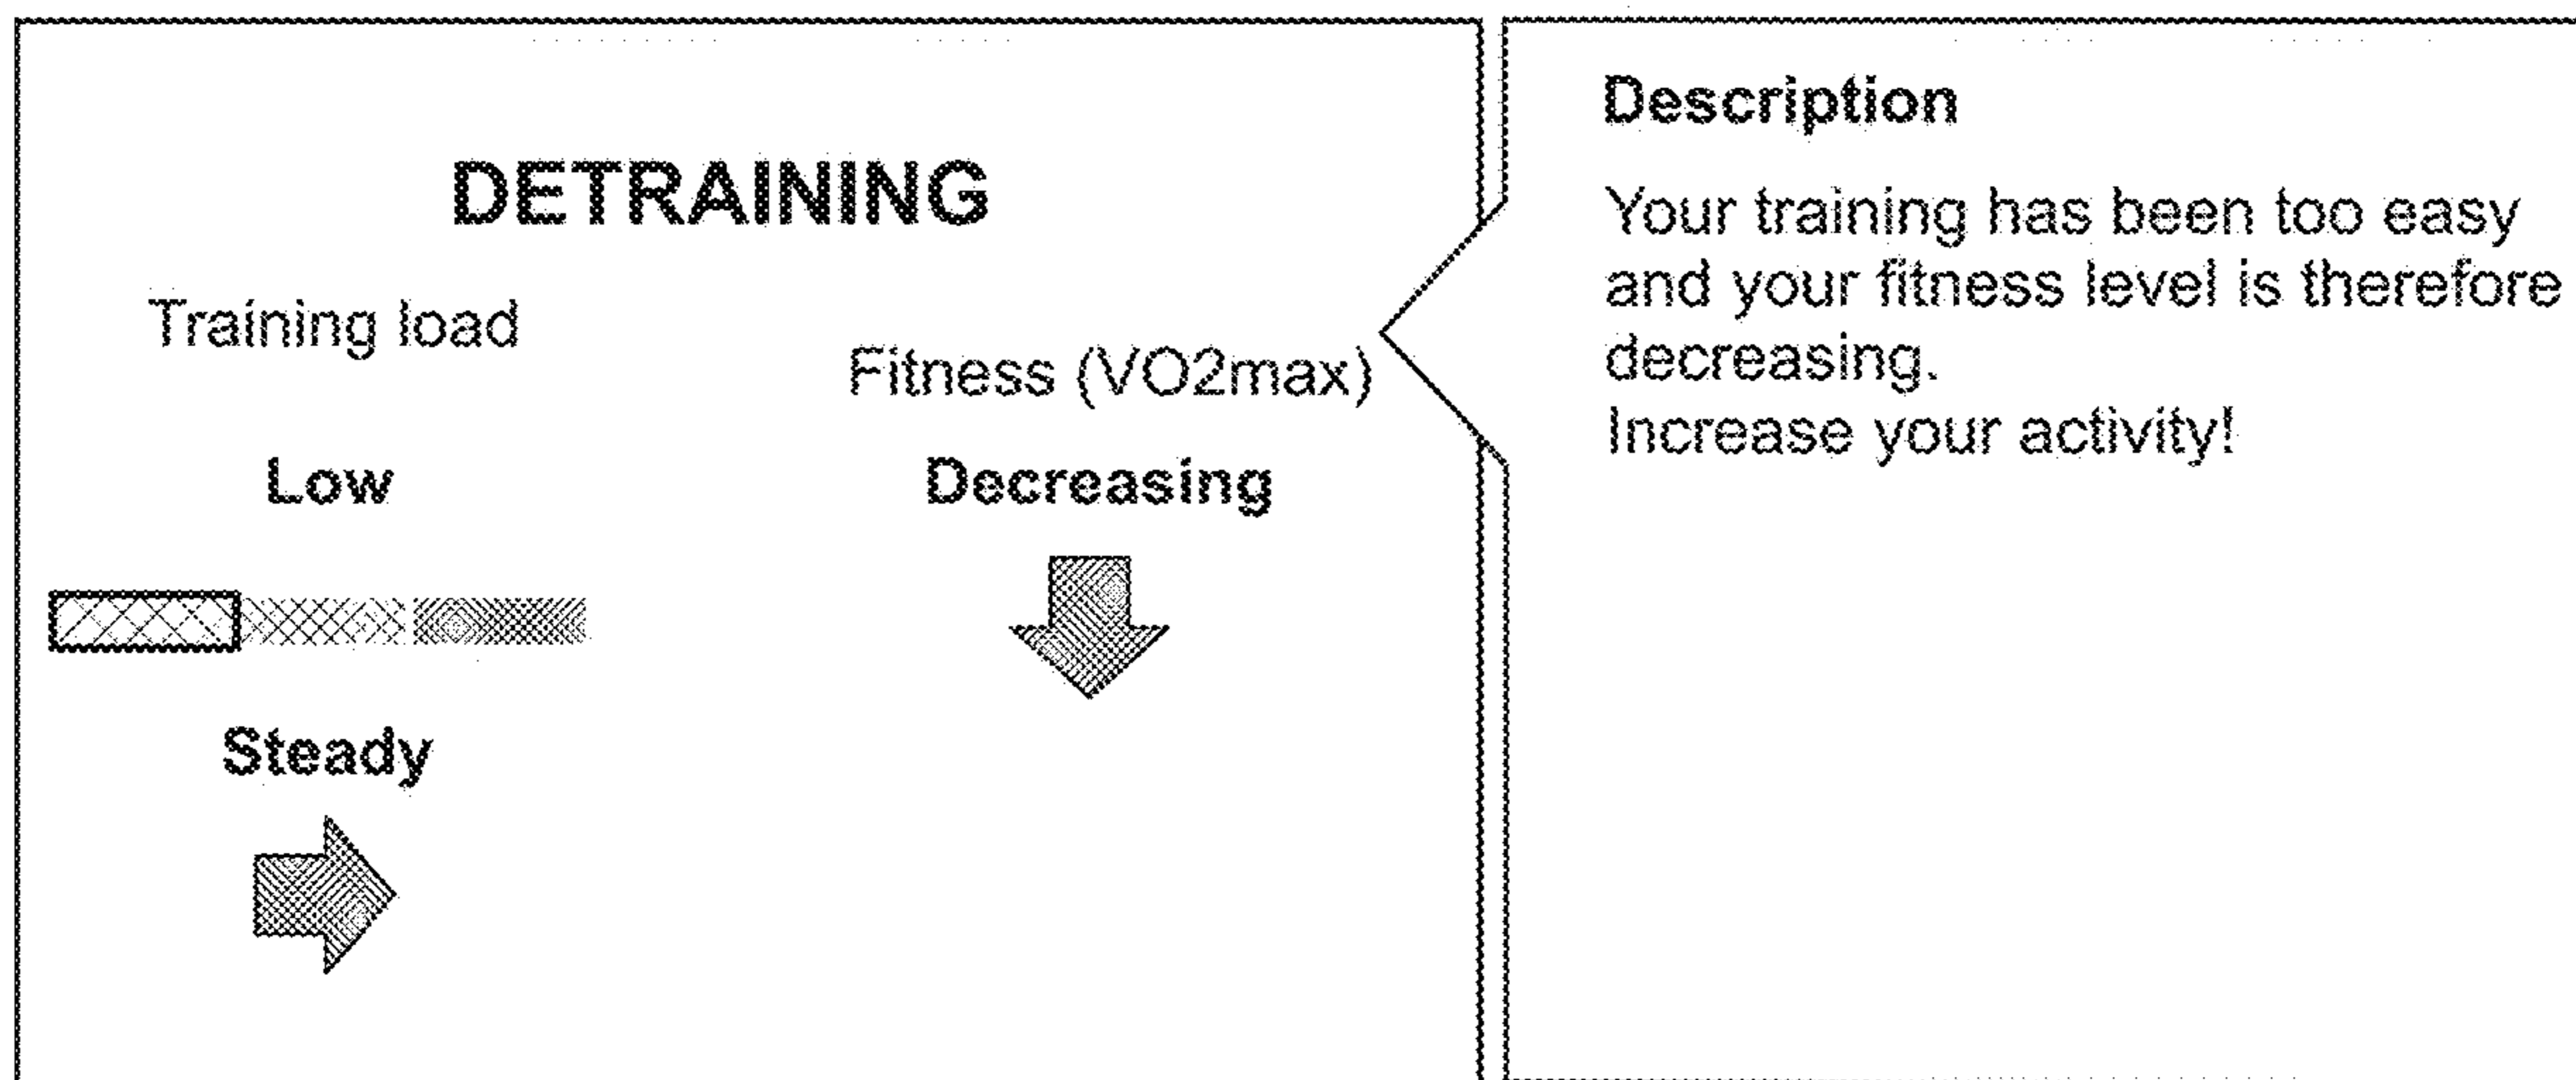 DETRAINING
Training load
Low
Steady
Fitness (VO2max)
Decreasing
Description
Your training has been too easy
and your fitness level is therefore
decreasing.
Increase your activity!